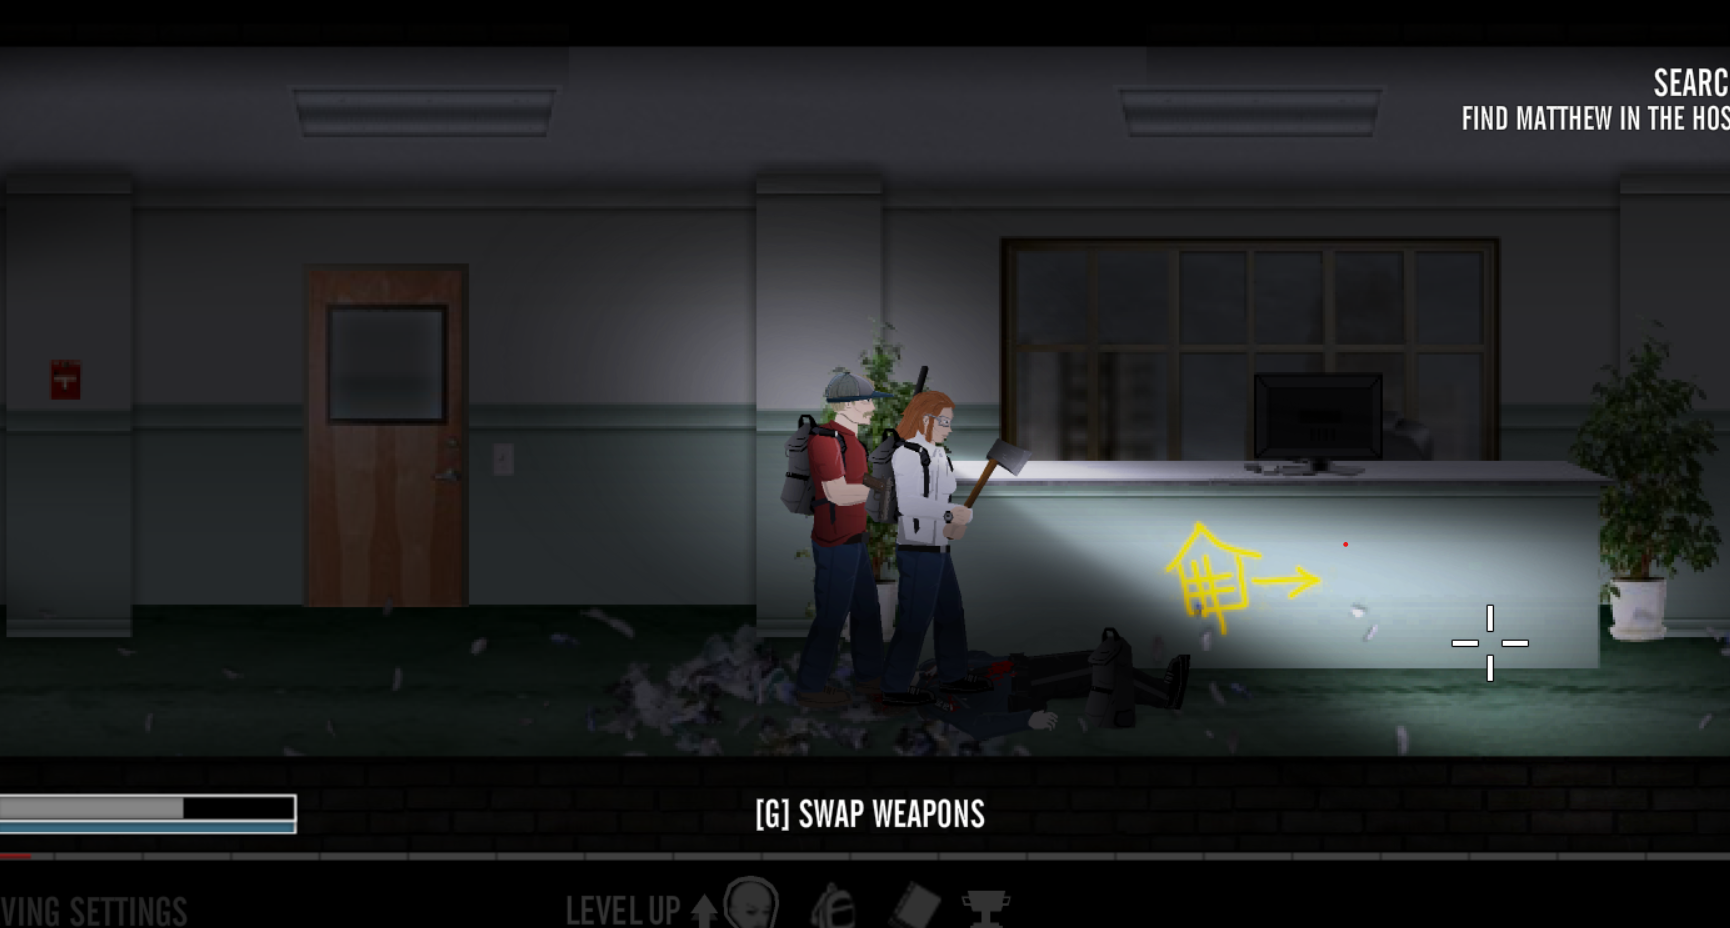 SEARC
FIND MATTHEW IN THE HOS
[G] SWAP WEAPONS
VING SETTINGS
LEVEL UP